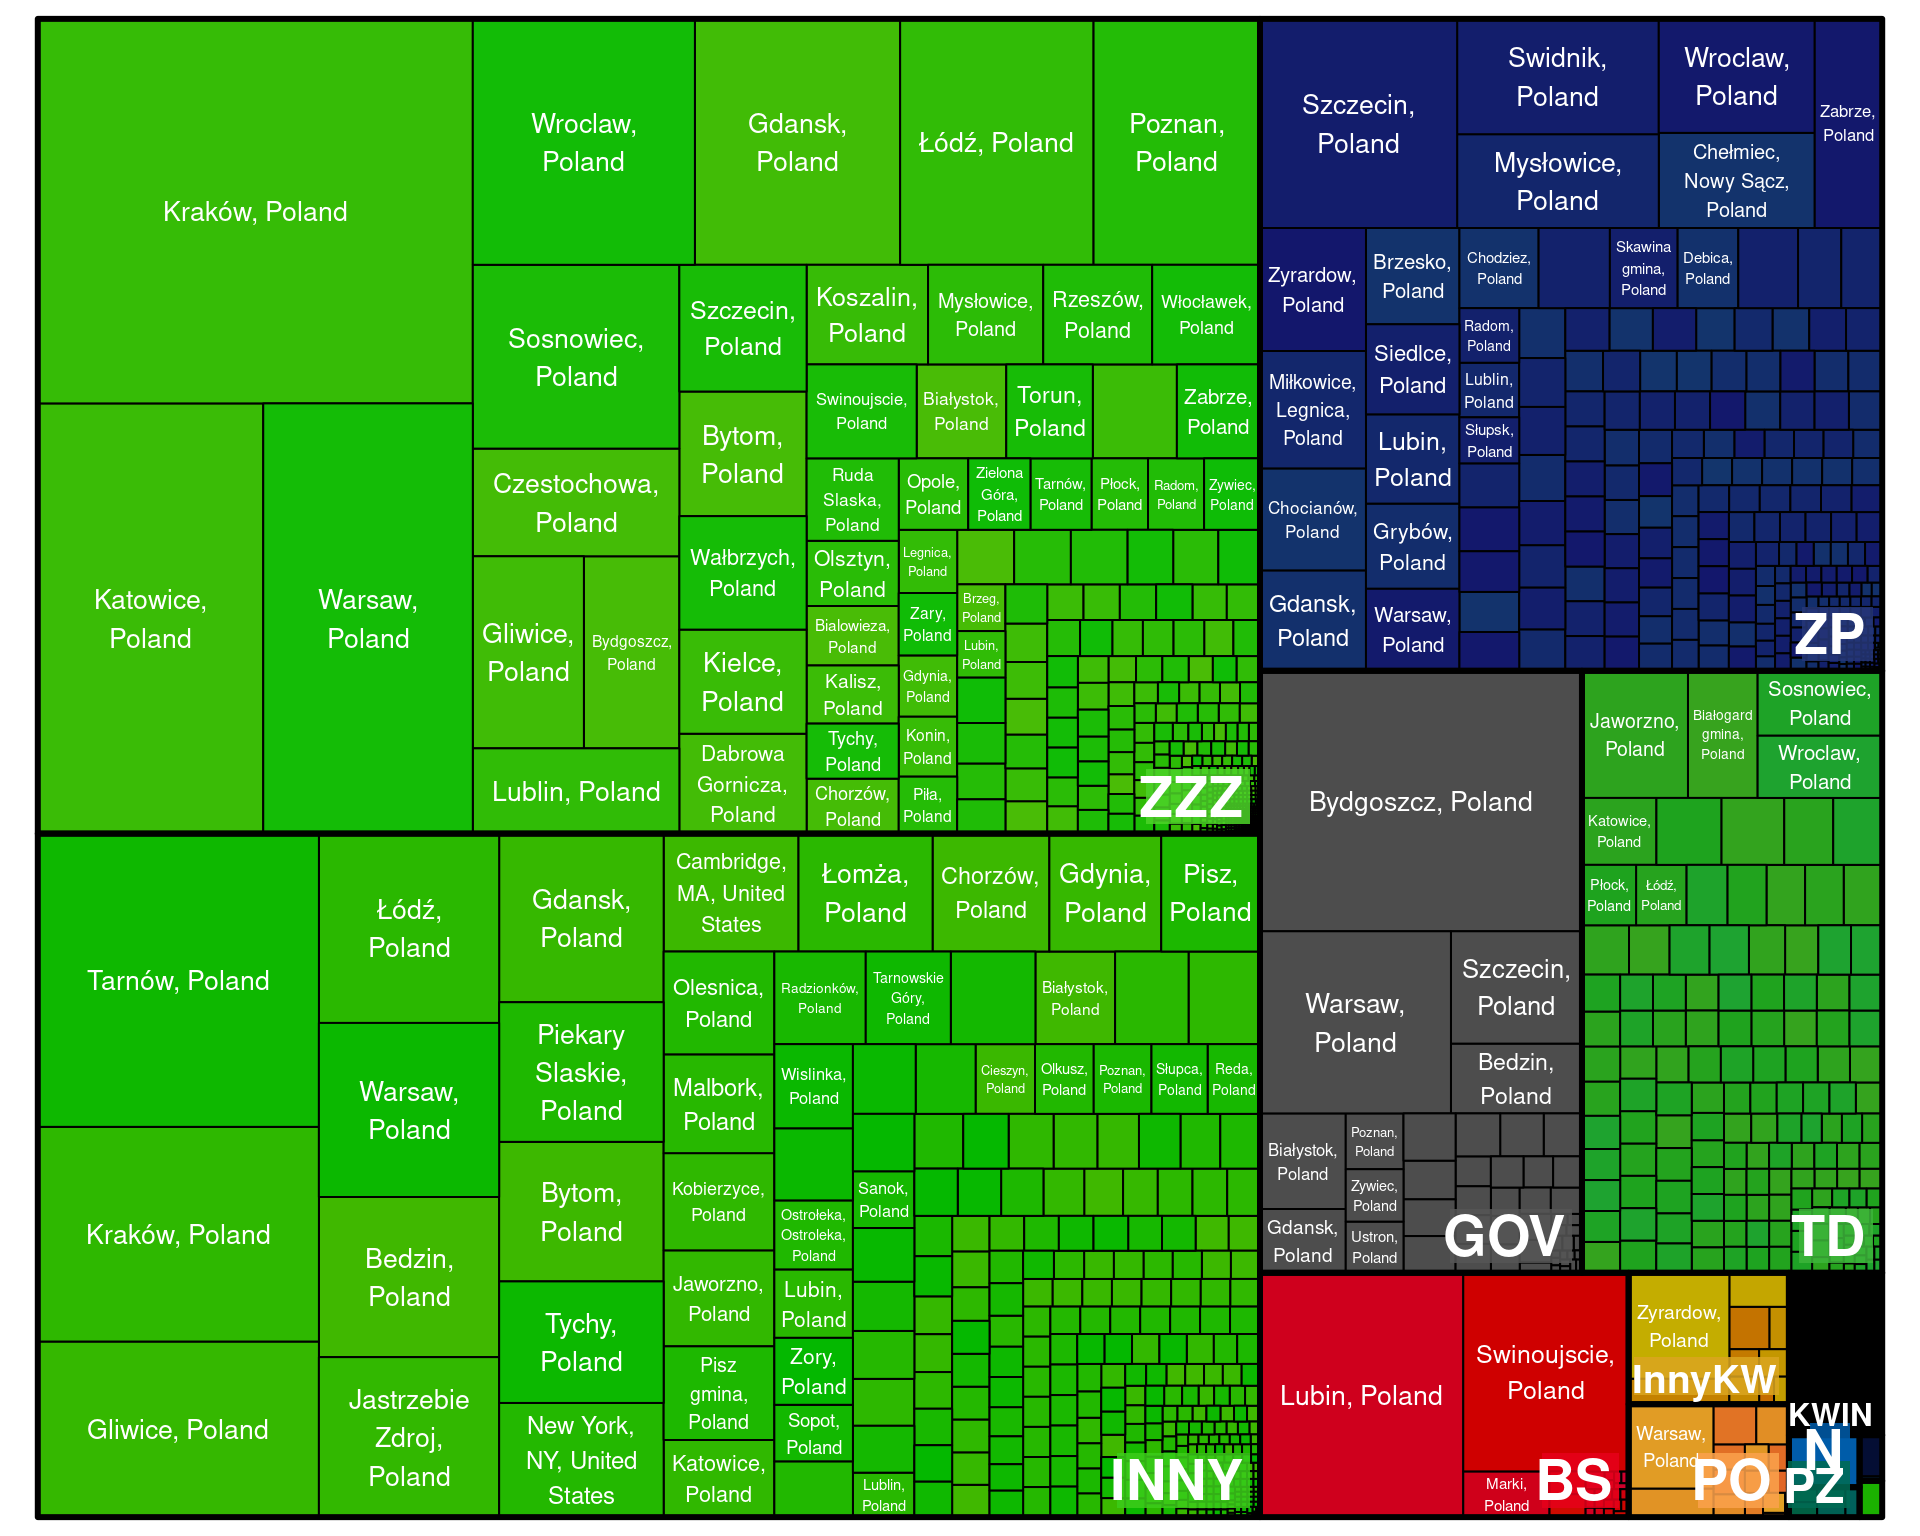 Kraków, Poland
Katowice,
Poland
Warsaw,
Poland
Wroclaw,
Poland
Gdansk,
Poland
Łódź, Poland
Poznan,
Poland
Sosnowiec,
Poland
Czestochowa,
Poland
Gliwice,
Poland
Bydgoszcz,
Poland
Lublin, Poland
Szczecin,
Poland
Bytom,
Poland
Wałbrzych,
Poland
Kielce,
Poland
Dabrowa
Gornicza,
Poland
Koszalin,
Poland
Mysłowice,
Poland
Rzeszów,
Poland
Włocławek,
Poland
Swinoujscie,
Poland
Białystok,
Poland
Torun,
Poland
Zabrze,
Poland
Ruda
Slaska,
Poland
Olsztyn,
Poland
Bialowieza,
Poland
Kalisz,
Poland
Tychy,
Poland
Chorzów,
Poland
Opole,
Poland
Zielona
Góra,
Poland
Tarnów,
Poland
Płock,
Poland
Radom,
Poland
Zywiec,
Poland
Legnica,
Poland
Zary,
Poland
Gdynia,
Poland
Konin,
Poland
Piła,
Poland
Brzeg,
Poland
Lubin,
Poland
ZZZ
Szczecin,
Poland
Swidnik,
Poland
Mysłowice,
Poland
Wroclaw,
Poland
Chełmiec,
Nowy Sącz,
Poland
Zabrze,
Poland
Zyrardow,
Poland
Miłkowice,
Legnica,
Poland
Chocianów,
Poland
Gdansk,
Poland
Brzesko,
Poland
Siedlce,
Poland
Lubin,
Poland
Grybów,
Poland
Warsaw,
Poland
Chodziez,
Poland
Skawina
gmina,
Poland
Debica,
Poland
Radom,
Poland
Lublin,
Poland
Słupsk,
Poland
ZP
Tarnów, Poland
Kraków, Poland
Gliwice, Poland
Łódź,
Poland
Warsaw,
Poland
Bedzin,
Poland
Jastrzebie
Zdroj,
Poland
Gdansk,
Poland
Piekary
Slaskie,
Poland
Bytom,
Poland
Tychy,
Poland
New York,
NY, United
States
Cambridge,
MA, United
States
Łomża,
Poland
Chorzów,
Poland
Gdynia,
Poland
Pisz,
Poland
Olesnica,
Poland
Malbork,
Poland
Kobierzyce,
Poland
Jaworzno,
Poland
Pisz
gmina,
Poland
Katowice,
Poland
Radzionków,
Poland
Tarnowskie
Góry,
Poland
Białystok,
Poland
Wislinka,
Poland
Ostrołeka,
Ostroleka,
Poland
Lubin,
Poland
Zory,
Poland
Sopot,
Poland
Cieszyn,
Poland
Olkusz,
Poland
Poznan,
Poland
Słupca,
Poland
Reda,
Poland
Sanok,
Poland
Lublin,
Poland
INNY
Bydgoszcz, Poland
Warsaw,
Poland
Szczecin,
Poland
Bedzin,
Poland
Białystok,
Poland
Gdansk,
Poland
Poznan,
Poland
Zywiec,
Poland
Ustron,
Poland
GOV
Jaworzno,
Poland
Białogard
gmina,
Poland
Sosnowiec,
Poland
Wroclaw,
Poland
Katowice,
Poland
Płock,
Poland
Łódź,
Poland
TD
Lubin, Poland
Swinoujscie,
Poland
Marki,
Poland
BS
Zyrardow,
Poland
InnyKW
Warsaw,
Poland
PO
KWIN
N
PZ